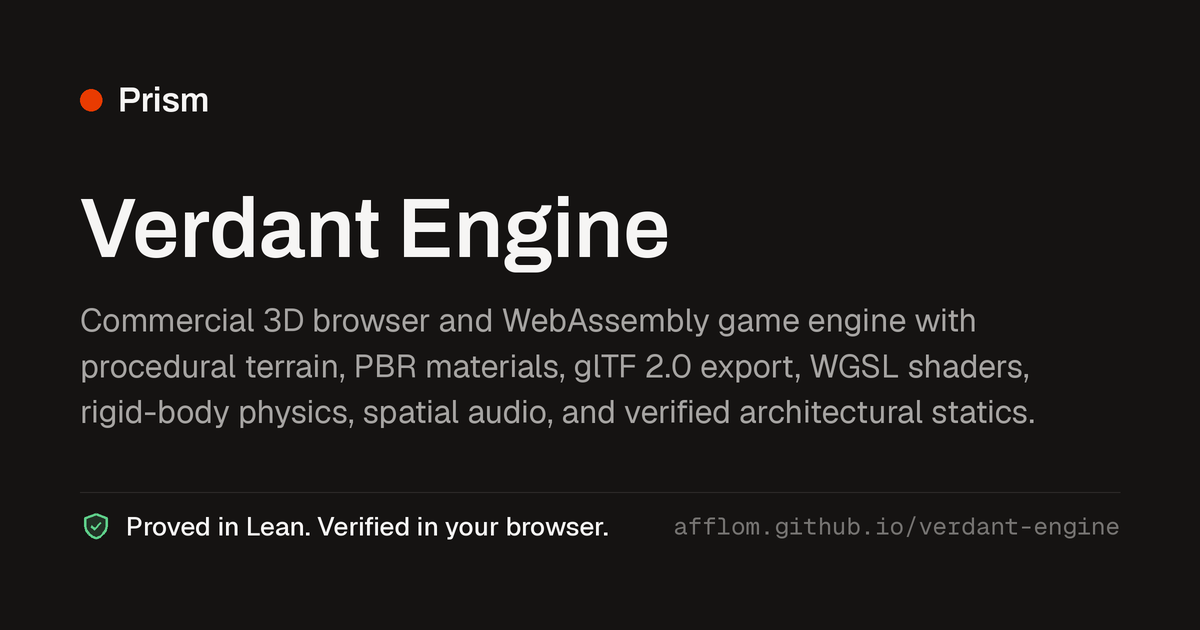 Prism
Verdant Engine
Commercial 3D browser and WebAssembly game engine with
procedural terrain, PBR materials, glTF 2.0 export, WGSL shaders,
rigid-body physics, spatial audio, and verified architectural statics.
Proved in Lean. Verified in your browser.
afflom.github.io/verdant-engine